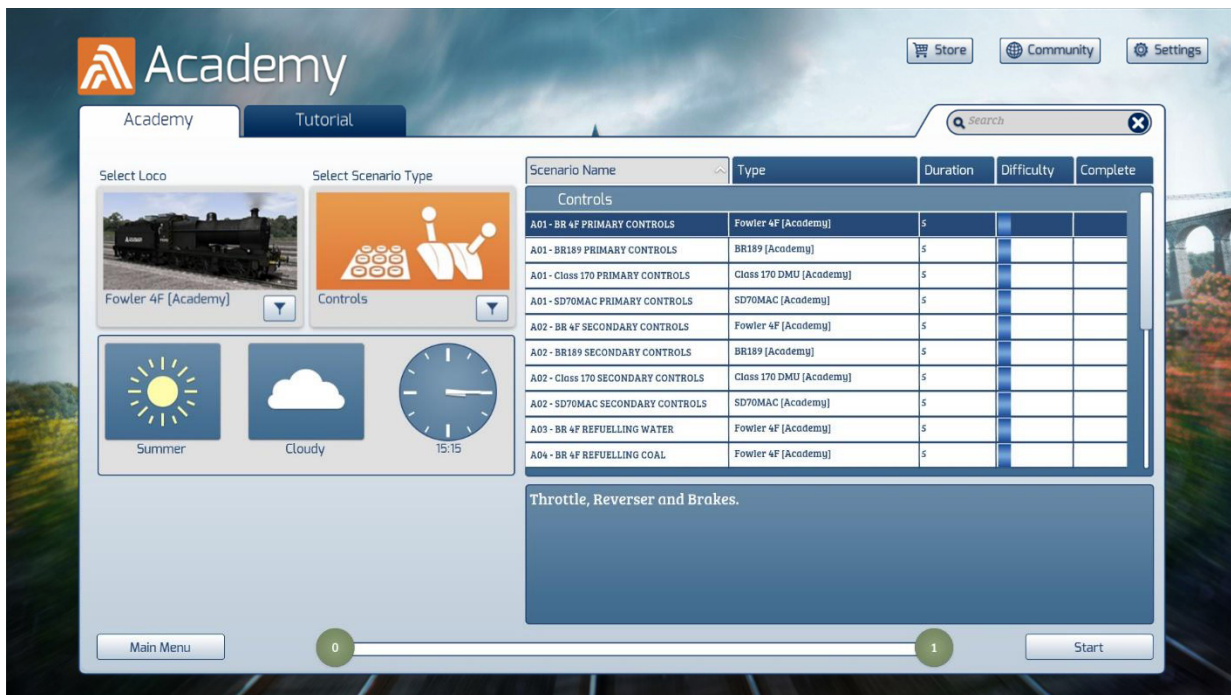 Academy
Store
Community
Settings
Academy
Tutorial
Search
Select Loco
Select Scenario Type
Fowler 4F [Academy]
Controls
Summer
Cloudy
15:15
Scenario Name Type Duration Difficulty Complete
Controls
A01 - BR 4F PRIMARY CONTROLS Fowler 4F [Academy] 5
A01 - BR189 PRIMARY CONTROLS BR189 [Academy] 5
A01 - Class 170 PRIMARY CONTROLS Class 170 DMU [Academy] 5
A01 - SD70MAC PRIMARY CONTROLS SD70MAC [Academy] 5
A02 - BR 4F SECONDARY CONTROLS Fowler 4F [Academy] 5
A02 - BR189 SECONDARY CONTROLS BR189 [Academy] 5
A02 - Class 170 SECONDARY CONTROLS Class 170 DMU [Academy] 5
A02 - SD70MAC SECONDARY CONTROLS SD70MAC [Academy] 5
A03 - BR 4F REFUELLING WATER Fowler 4F [Academy] 5
A04 - BR 4F REFUELLING COAL Fowler 4F [Academy] 5
Throttle, Reverser and Brakes.
Main Menu
0
1
Start